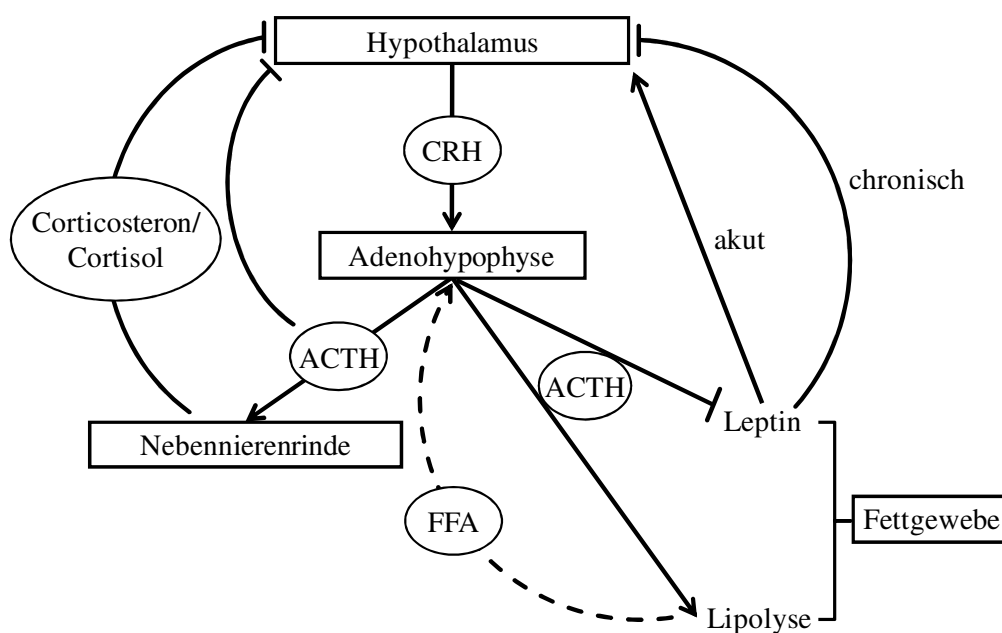 Hypothalamus
CRH
chronisch
Corticosteron/
Cortisol
akut
Adenohypophyse
ACTH
ACTH
Leptin
Nebennierenrinde
FFA
Fettgewebe
Lipolyse